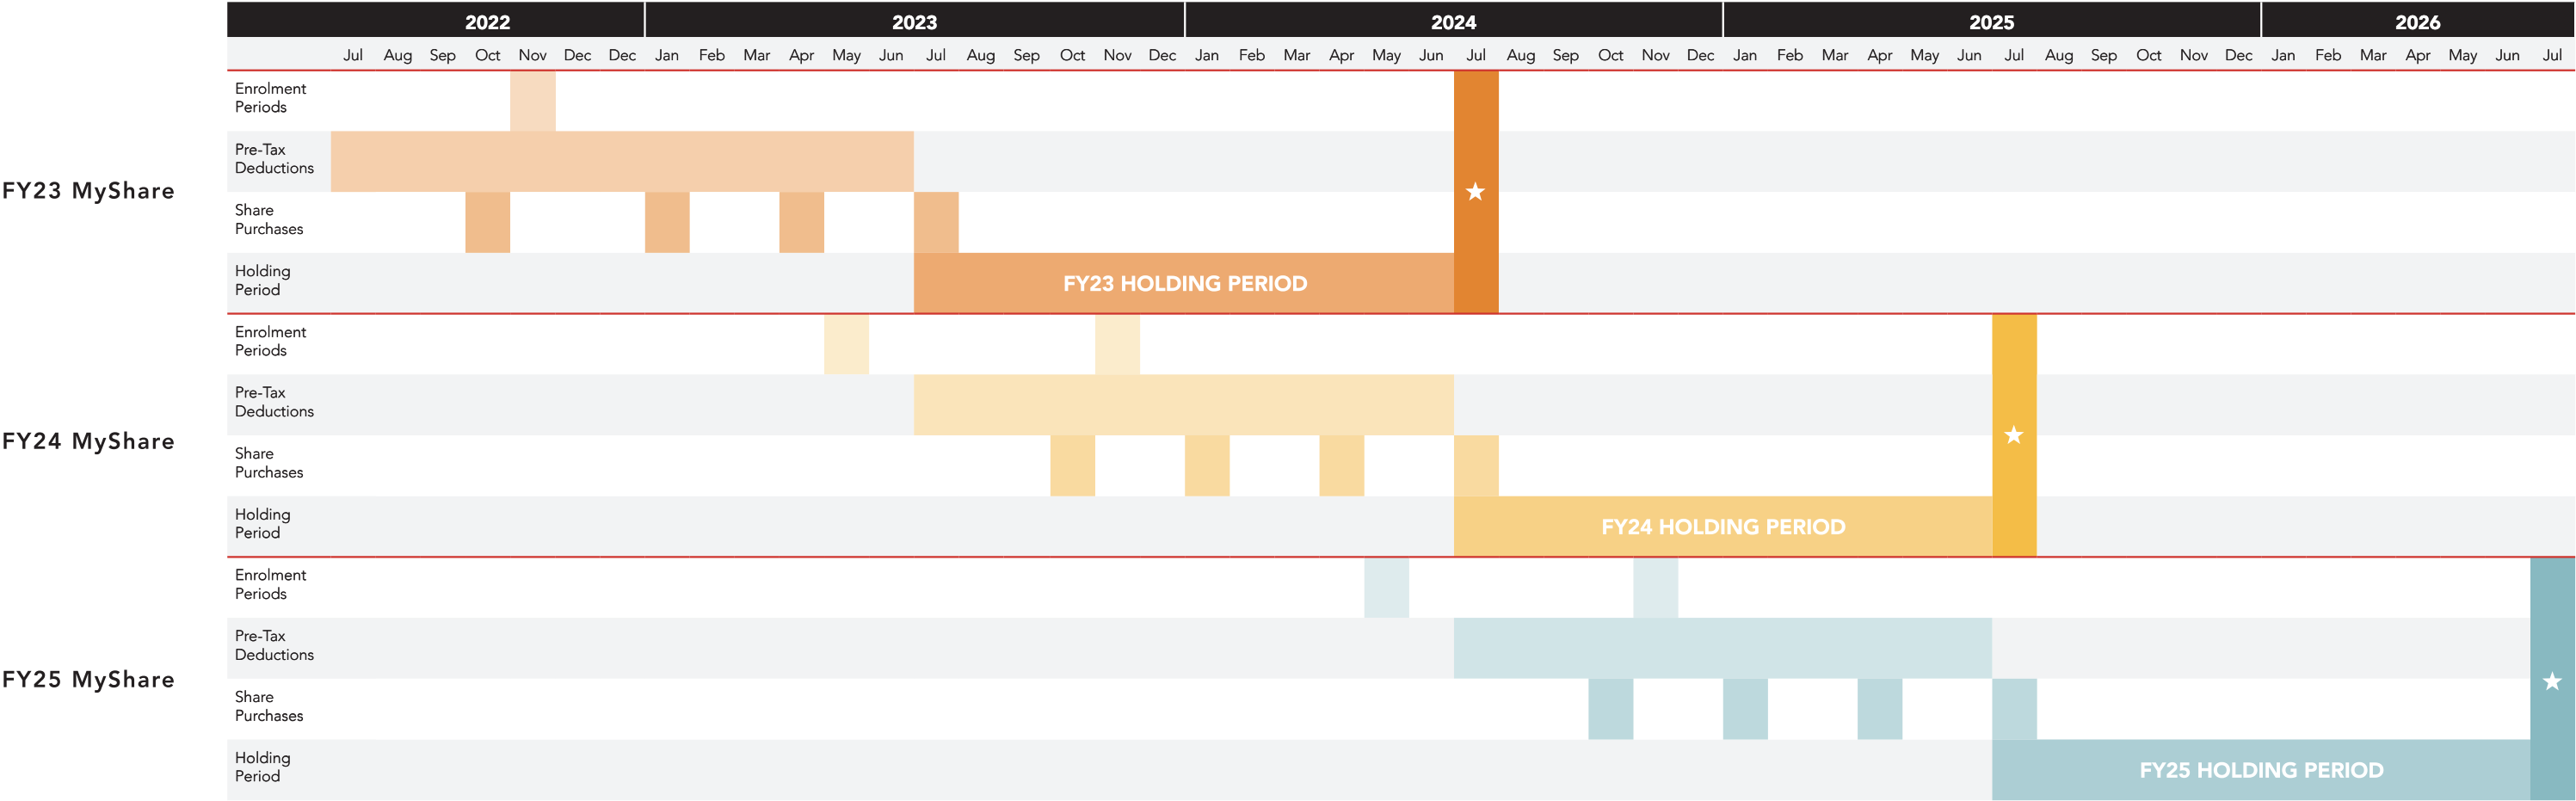 2022 2023 2024 2025 2026
Jul Aug Sep Oct Nov Dec Dec Jan Feb Mar Apr May Jun Jul Aug Sep Oct Nov Dec Jan Feb Mar Apr May Jun Jul Aug Sep Oct Nov Dec Jan Feb Mar Apr May Jun Jul Aug Sep Oct Nov Dec Jan Feb Mar Apr May Jun Jul
FY23 MyShare
Enrolment
Periods
Pre-Tax
Deductions
Share
Purchases
Holding
Period
FY23 HOLDING PERIOD
FY24 MyShare
Enrolment
Periods
Pre-Tax
Deductions
Share
Purchases
Holding
Period
FY24 HOLDING PERIOD
FY25 MyShare
Enrolment
Periods
Pre-Tax
Deductions
Share
Purchases
Holding
Period
FY25 HOLDING PERIOD